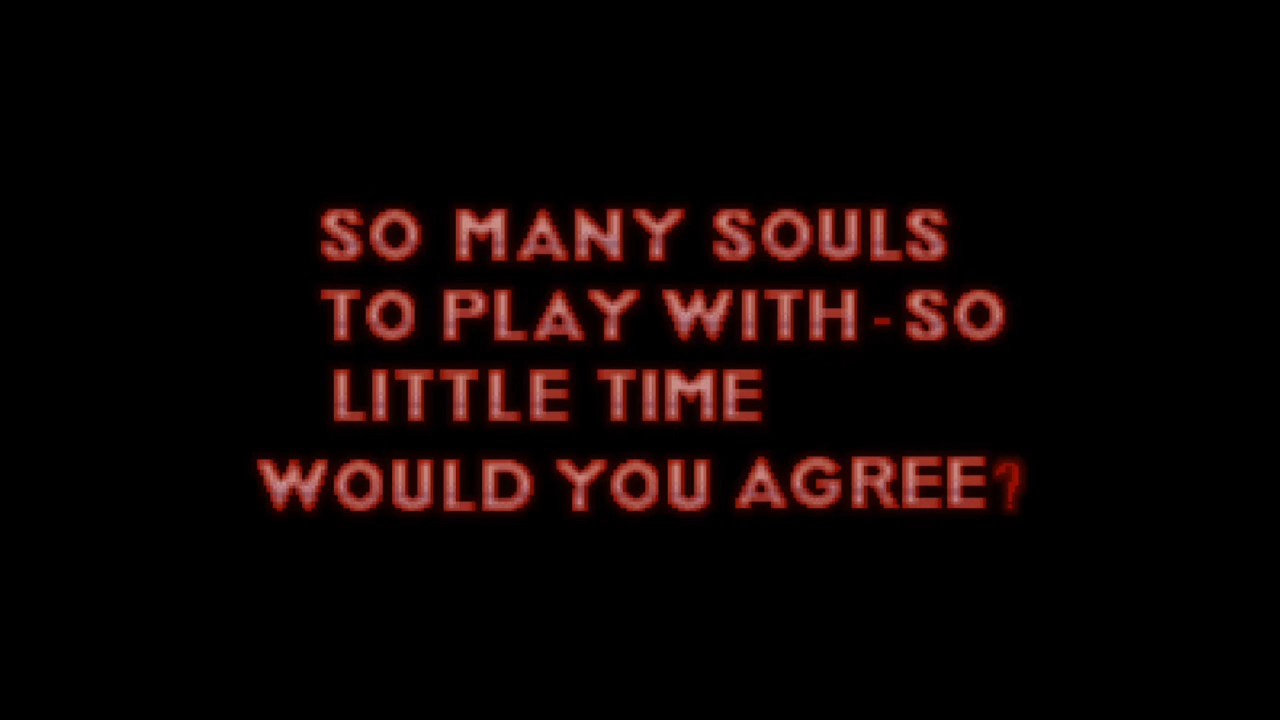 SO MANY SOULS
TO PLAY WITH-SO
LITTLE TIME
WOULD YOU AGREE?